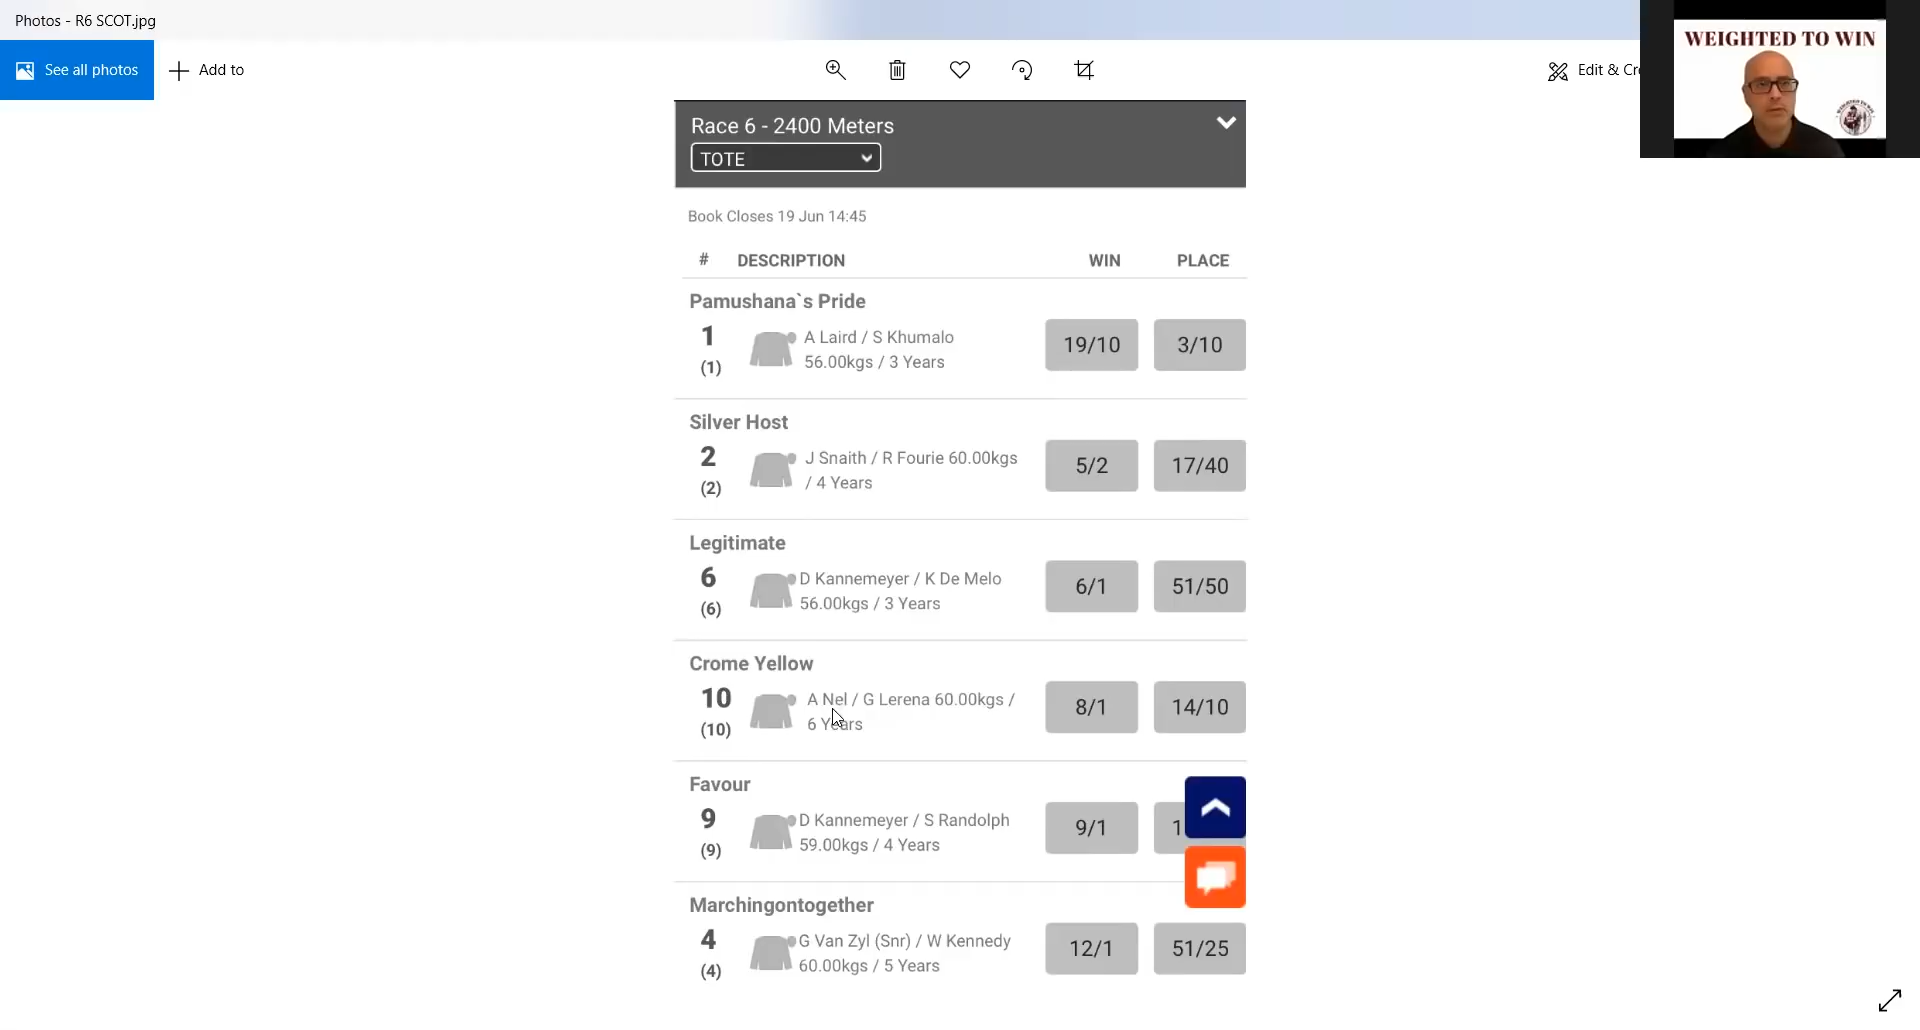 Photos - R6 SCOT.jpg
See all photos
Add to
Edit & Cr
WEIGHTED TO WIN
Race 6 - 2400 Meters
TOTE
Book Closes 19 Jun 14:45
# DESCRIPTION WIN PLACE
Pamushana`s Pride
1 A Laird / S Khumalo 19/10 3/10
(1) 56.00kgs / 3 Years
Silver Host
2 J Snaith / R Fourie 60.00kgs 5/2 17/40
(2) / 4 Years
Legitimate
6 D Kannemeyer / K De Melo 6/1 51/50
(6) 56.00kgs / 3 Years
Crome Yellow
10 A Nel / G Lerena 60.00kgs / 8/1 14/10
(10) 6 Years
Favour
9 D Kannemeyer / S Randolph 9/1 1
(9) 59.00kgs / 4 Years
Marchingontogether
4 G Van Zyl (Snr) / W Kennedy 12/1 51/25
(4) 60.00kgs / 5 Years